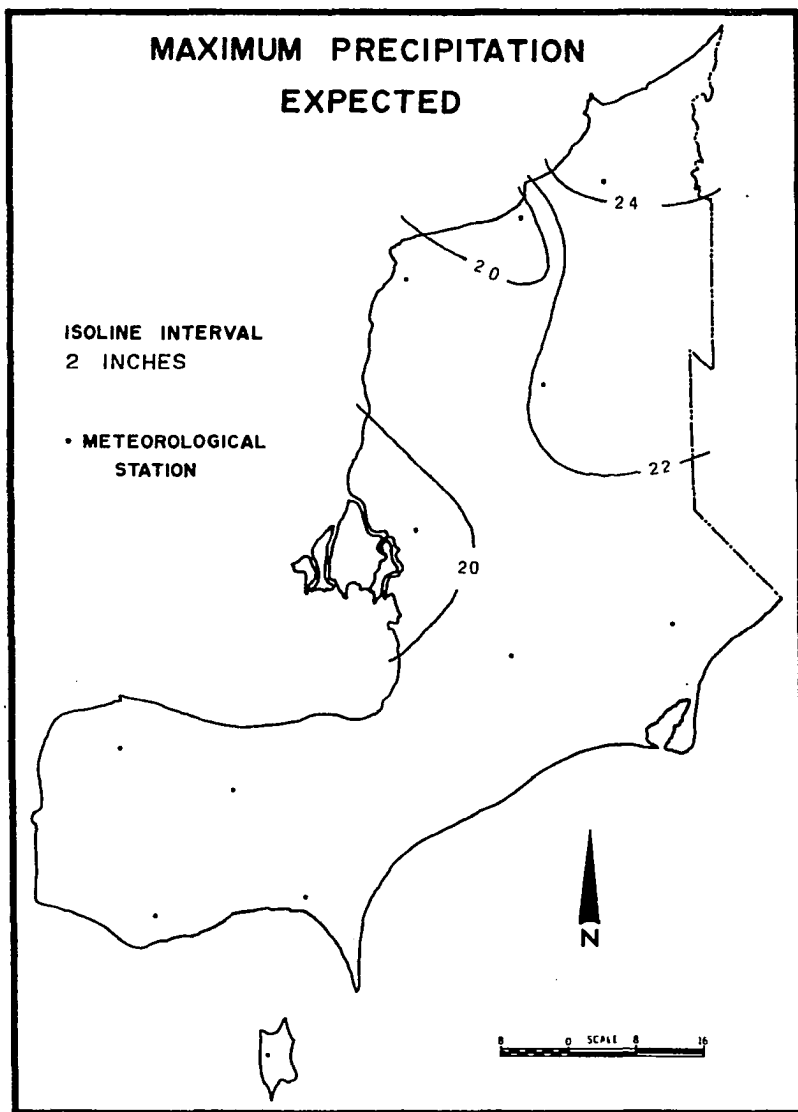 MAXIMUM PRECIPITATION
EXPECTED
24
20
ISOLINE INTERVAL
2 INCHES
• METEOROLOGICAL
STATION
22
20
N
8 0 SCALE 8 16